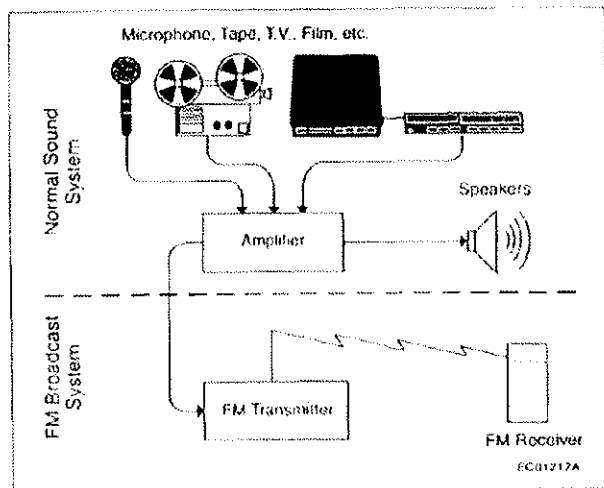 Microphone, Tape, T.V., Film, etc.
Normal Sound
System
Speakers
Amplifier
FM Broadcast
System
FM Transmitter
FM Receiver
EC01217A